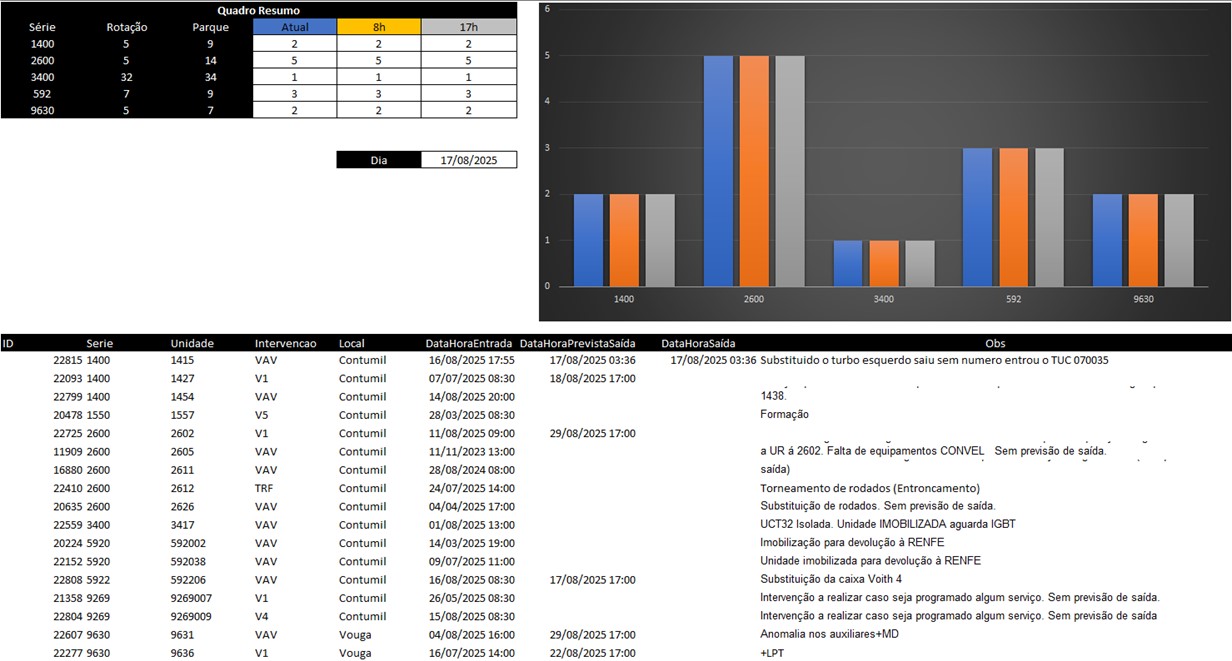 Quadro Resumo
Série Rotação Parque Atual 8h 17h
1400 5 9 2 2 2
2600 5 14 5 5 5
3400 32 34 1 1 1
592 7 9 3 3 3
9630 5 7 2 2 2
Dia 17/08/2025
6
5
4
3
2
1
0
1400 2600 3400 592 9630
ID Serie Unidade Intervencao Local DataHoraEntrada DataHoraPrevistaSaída DataHoraSaída Obs
22815 1400 1415 VAV Contumil 16/08/2025 17:55 17/08/2025 03:36 17/08/2025 03:36 Substituido o turbo esquerdo saiu sem numero entrou o TUC 070035
22093 1400 1427 V1 Contumil 07/07/2025 08:30 18/08/2025 17:00
22799 1400 1454 VAV Contumil 14/08/2025 20:00 1438.
20478 1550 1557 V5 Contumil 28/03/2025 08:30 Formação
22725 2600 2602 V1 Contumil 11/08/2025 09:00 29/08/2025 17:00
11909 2600 2605 VAV Contumil 11/11/2023 13:00 a UR á 2602. Falta de equipamentos CONVEL Sem previsão de saída.
16880 2600 2611 VAV Contumil 28/08/2024 08:00 saída)
22410 2600 2612 TRF Contumil 24/07/2025 14:00 Torneamento de rodados (Entroncamento)
20635 2600 2626 VAV Contumil 04/04/2025 17:00 Substituição de rodados. Sem previsão de saída.
22559 3400 3417 VAV Contumil 01/08/2025 13:00 UCT32 Isolada. Unidade IMOBILIZADA aguarda IGBT
20224 5920 592002 VAV Contumil 14/03/2025 19:00 Imobilização para devolução à RENFE
22152 5920 592038 VAV Contumil 09/07/2025 11:00 Unidade imobilizada para devolução à RENFE
22808 5922 592206 VAV Contumil 16/08/2025 08:30 17/08/2025 17:00 Substituição da caixa Voith 4
21358 9269 9269007 V1 Contumil 26/05/2025 08:30 Intervenção a realizar caso seja programado algum serviço. Sem previsão de saída.
22804 9269 9269009 V4 Contumil 15/08/2025 08:30 Intervenção a realizar caso seja programado algum serviço. Sem previsão de saída
22607 9630 9631 VAV Vouga 04/08/2025 16:00 29/08/2025 17:00 Anomalia nos auxiliares+MD
22277 9630 9636 V1 Vouga 16/07/2025 14:00 22/08/2025 17:00 +LPT